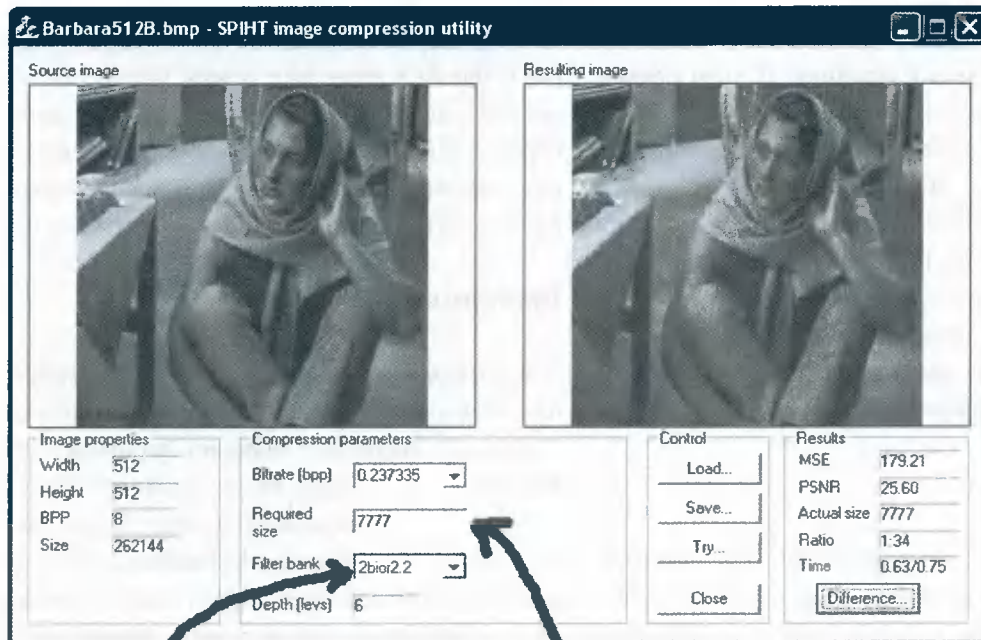 Barbara512B.bmp - SPIHT image compression utility
Source image
Resulting image
Image properties
Width 512
Height 512
BPP 8
Size 262144
Compression parameters
Bitrate (bpp) 0.237335
Required size 7777
Filter bank 2bior2.2
Depth (levs) 6
Control
Load...
Save...
Try...
Close
Results
MSE 179.21
PSNR 25.60
Actual size 7777
Ratio 1:34
Time 0.63/0.75
Difference...